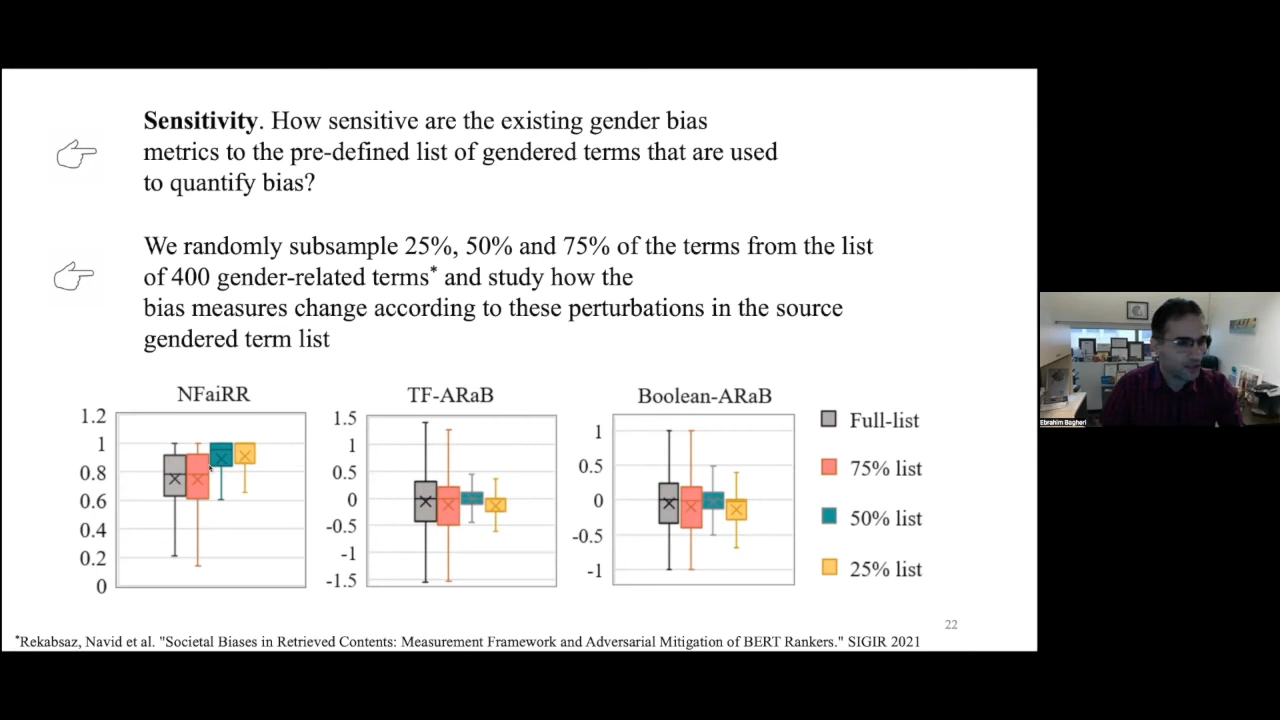 Sensitivity. How sensitive are the existing gender bias
metrics to the pre-defined list of gendered terms that are used
to quantify bias?
We randomly subsample 25%, 50% and 75% of the terms from the list
of 400 gender-related terms* and study how the
bias measures change according to these perturbations in the source
gendered term list
NFaiRR
1.2
1
0.8
0.6
0.4
0.2
0
TF-ARaB
1.5
1
0.5
0
-0.5
-1
-1.5
Boolean-ARaB
1
0.5
0
-0.5
-1
Full-list
75% list
50% list
25% list
22
*Rekabsaz, Navid et al. "Societal Biases in Retrieved Contents: Measurement Framework and Adversarial Mitigation of BERT Rankers." SIGIR 2021
Ebrahim Bagheri